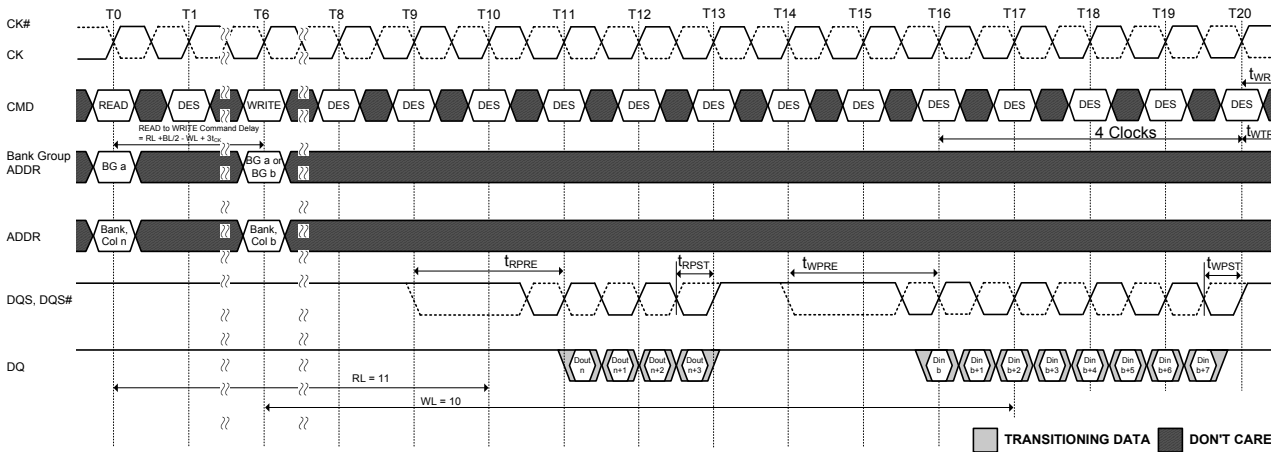 T0 T1 T6 T8 T9 T10 T11 T12 T13 T14 T15 T16 T17 T18 T19 T20
CK#
CK
tWR
CMD READ DES WRITE DES DES DES DES DES DES DES DES DES DES DES DES DES
READ to WRITE Command Delay
= RL +BL/2 - WL + 3tCK
4 Clocks
tWTR
Bank Group
ADDR
BG a
BG a or
BG b
ADDR
Bank,
Col n
Bank,
Col b
tRPRE tRPST tWPRE tWPST
DQS, DQS#
DQ
Dout
n
Dout
n+1
Dout
n+2
Dout
n+3
Din
b
Din
b+1
Din
b+2
Din
b+3
Din
b+4
Din
b+5
Din
b+6
Din
b+7
RL = 11
WL = 10
TRANSITIONING DATA DON'T CARE